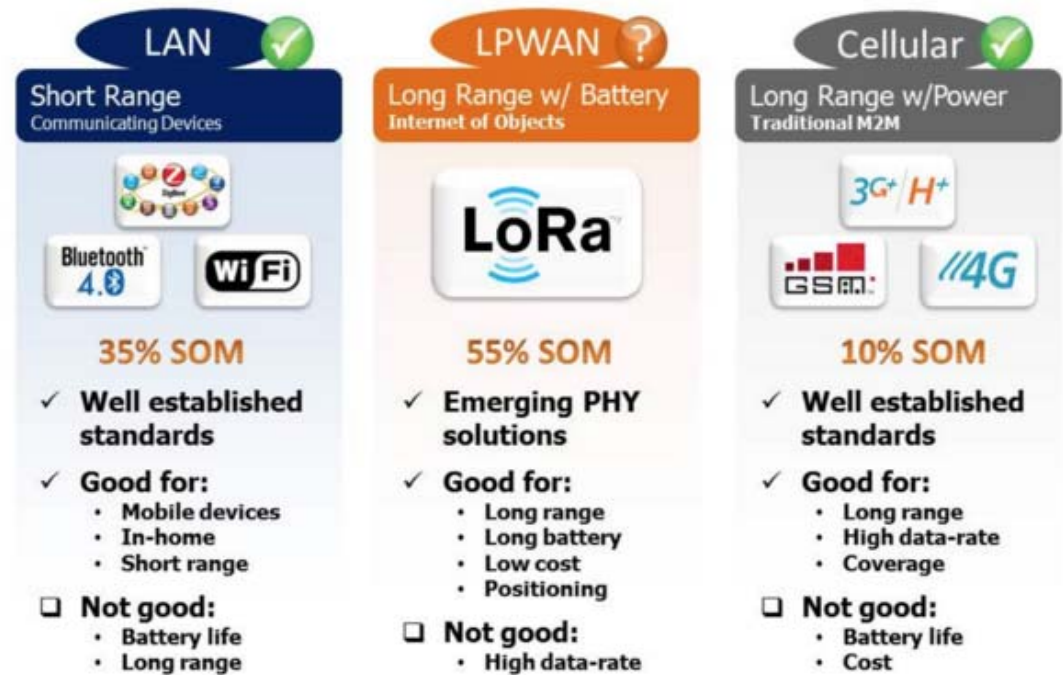 LAN
Short Range
Communicating Devices
ZigBee
Bluetooth
4.0
Wi Fi
35% SOM
✓ Well established
standards
✓ Good for:
• Mobile devices
• In-home
• Short range
❑ Not good:
• Battery life
• Long range
LPWAN ?
Long Range w/ Battery
Internet of Objects
LoRa
55% SOM
✓ Emerging PHY
solutions
✓ Good for:
• Long range
• Long battery
• Low cost
• Positioning
❑ Not good:
• High data-rate
Cellular
Long Range w/Power
Traditional M2M
3G+/H+
GSM
4G
10% SOM
✓ Well established
standards
✓ Good for:
• Long range
• High data-rate
• Coverage
❑ Not good:
• Battery life
• Cost